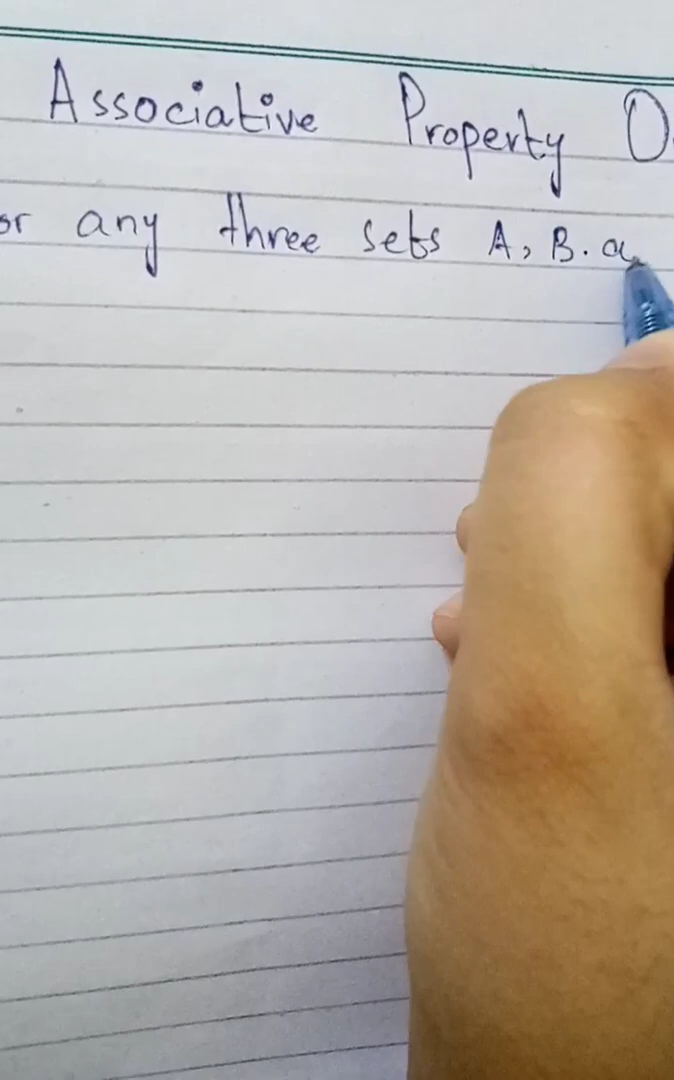 Associative Property O
or any three sets A, B. a